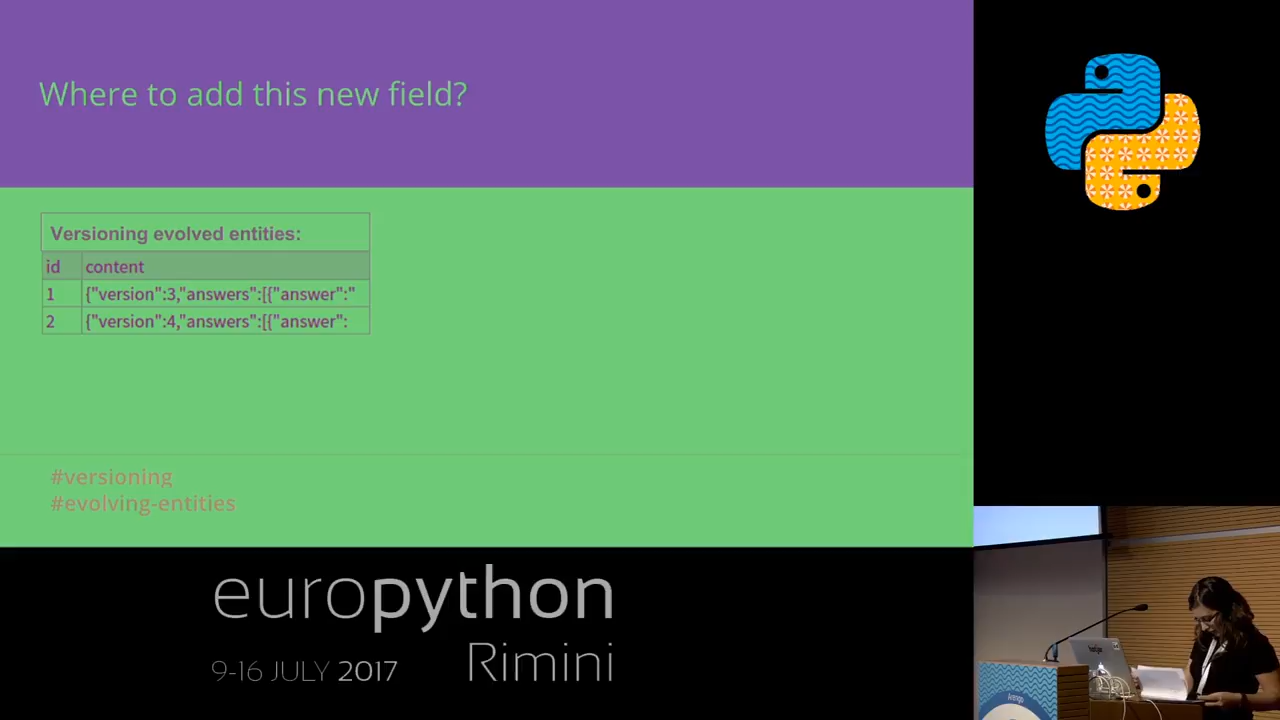 Where to add this new field?
Versioning evolved entities:
id content
1 {"version":3,"answers":[{"answer":"
2 {"version":4,"answers":[{"answer":
#versioning
#evolving-entities
europython
9-16 JULY 2017 Rimini